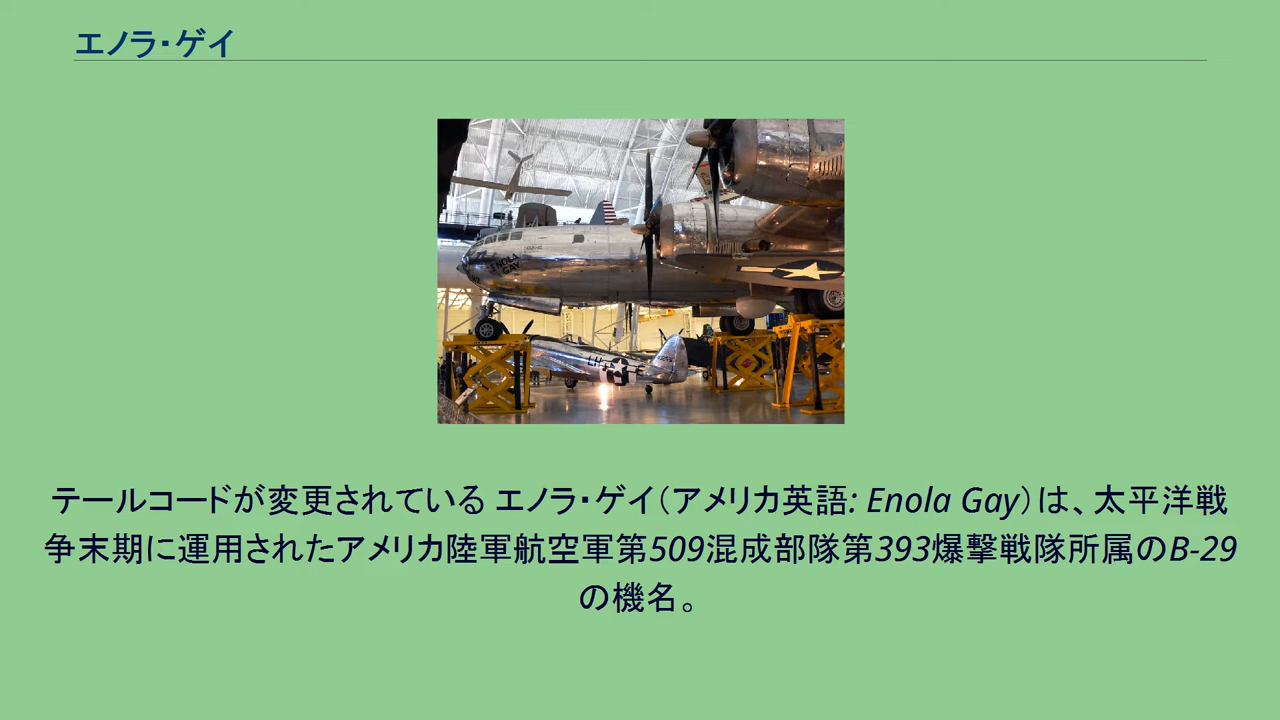 エノラ・ゲイ
ENOLA
GAY
テールコードが変更されている エノラ・ゲイ（アメリカ英語: Enola Gay）は、太平洋戦
争末期に運用されたアメリカ陸軍航空軍第509混成部隊第393爆撃戦隊所属のB-29
の機名。